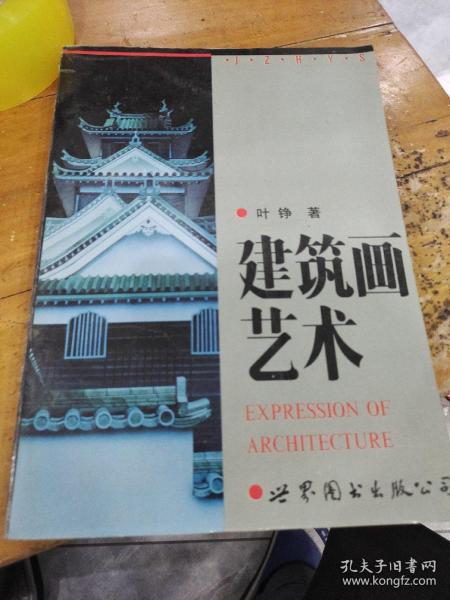 ·J·Z·H·Y·S
叶铮 著
建筑画
艺术
EXPRESSION OF
ARCHITECTURE
世界图书出版公司
孔夫子旧书网
www.kongfz.com